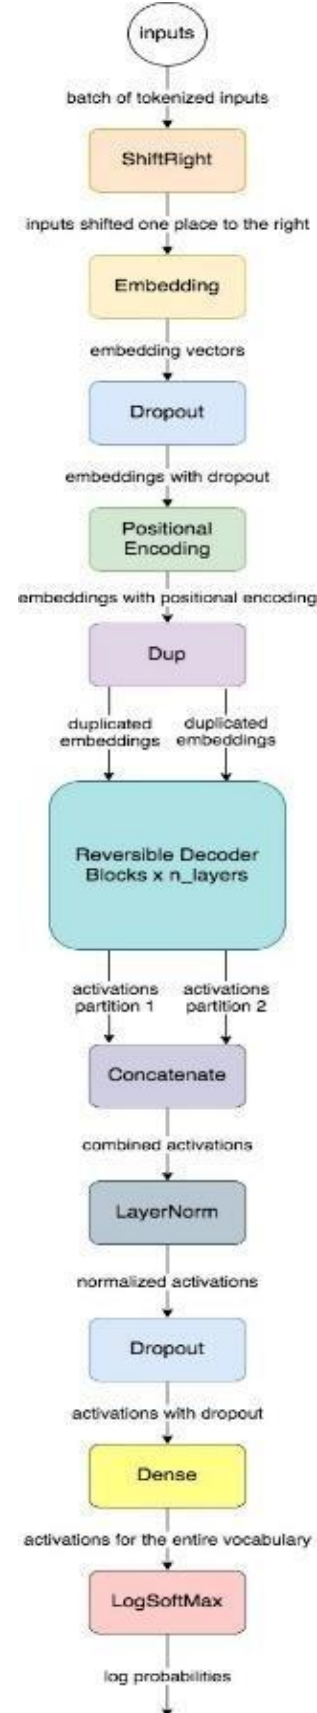 inputs
batch of tokenized inputs
ShiftRight
inputs shifted one place to the right
Embedding
embedding vectors
Dropout
embeddings with dropout
Positional
Encoding
embeddings with positional encoding
Dup
duplicated
embeddings
duplicated
embeddings
Reversible Decoder
Blocks x n_layers
activations
partition 1
activations
partition 2
Concatenate
combined activations
LayerNorm
normalized activations
Dropout
activations with dropout
Dense
activations for the entire vocabulary
LogSoftMax
log probabilities